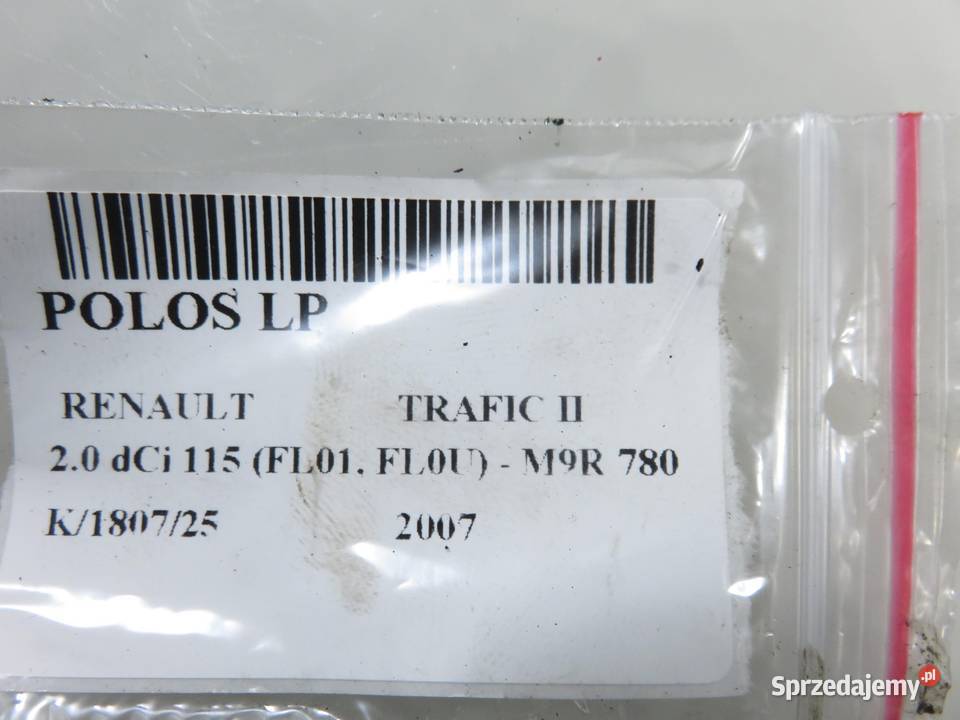 POLOS LP
RENAULT TRAFIC II
2.0 dCi 115 (FL01, FL0U) - M9R 780
K/1807/25 2007
Sprzedajemy.pl